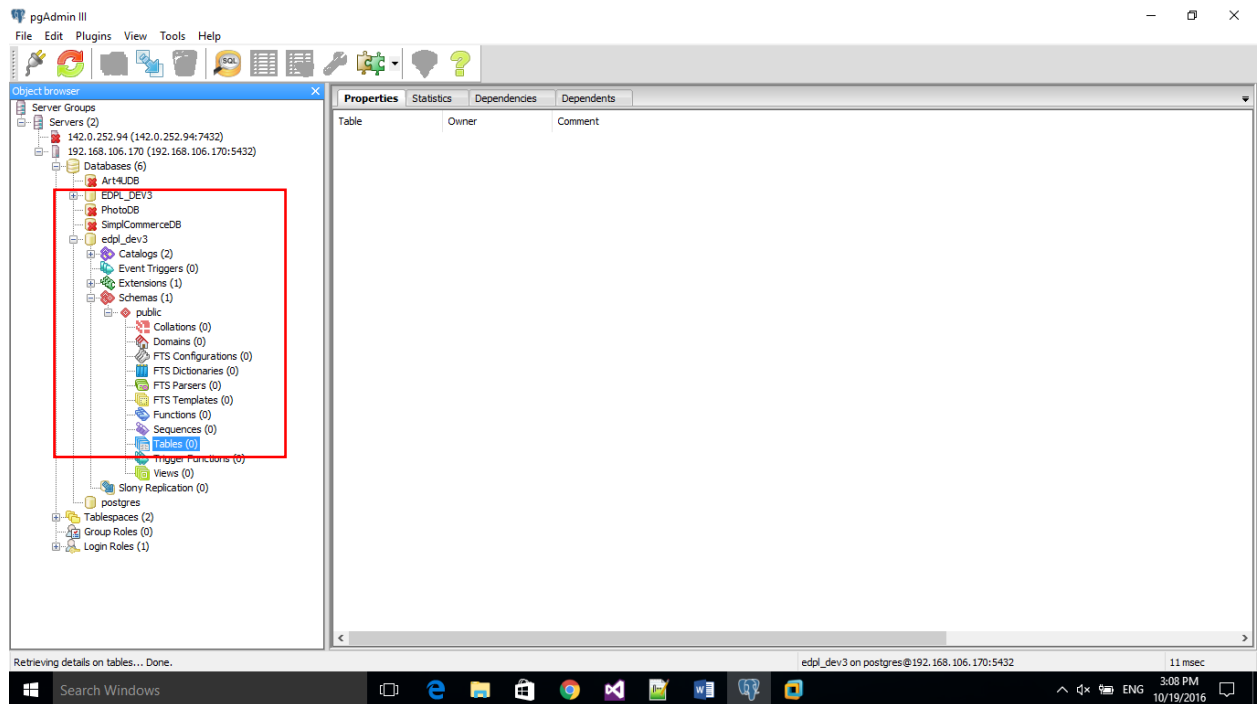 pgAdmin III
File Edit Plugins View Tools Help
SQL
Object browser
Server Groups
Servers (2)
142.0.252.94 (142.0.252.94:7432)
192.168.106.170 (192.168.106.170:5432)
Databases (6)
Art4UDB
EDPL_DEV3
PhotoDB
SimplCommerceDB
edpl_dev3
Catalogs (2)
Event Triggers (0)
Extensions (1)
Schemas (1)
public
Collations (0)
Domains (0)
FTS Configurations (0)
FTS Dictionaries (0)
FTS Parsers (0)
FTS Templates (0)
Functions (0)
Sequences (0)
Tables (0)
Trigger Functions (0)
Views (0)
Slony Replication (0)
postgres
Tablespaces (2)
Group Roles (0)
Login Roles (1)
Properties Statistics Dependencies Dependents
Table Owner Comment
Retrieving details on tables... Done.
edpl_dev3 on postgres@192.168.106.170:5432
11 msec
Search Windows
ENG
3:08 PM
10/19/2016